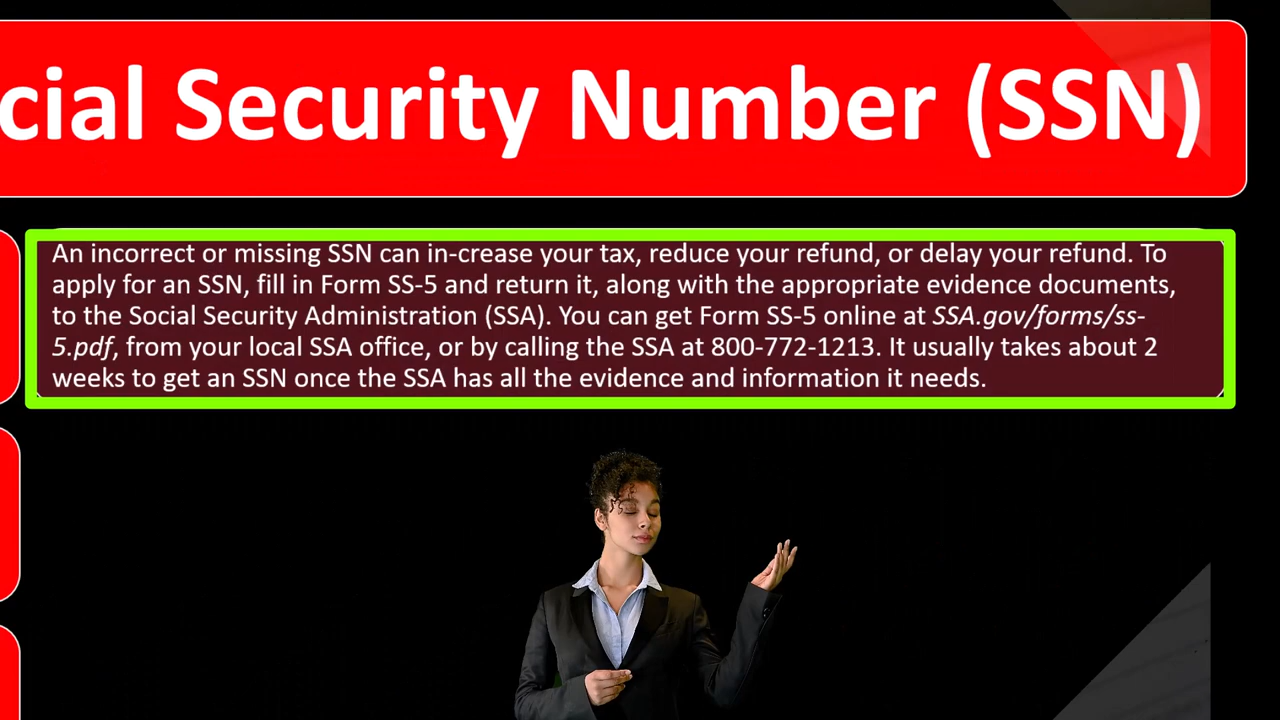 cial Security Number (SSN)
An incorrect or missing SSN can in-crease your tax, reduce your refund, or delay your refund. To
apply for an SSN, fill in Form SS-5 and return it, along with the appropriate evidence documents,
to the Social Security Administration (SSA). You can get Form SS-5 online at SSA.gov/forms/ss-
5.pdf, from your local SSA office, or by calling the SSA at 800-772-1213. It usually takes about 2
weeks to get an SSN once the SSA has all the evidence and information it needs.